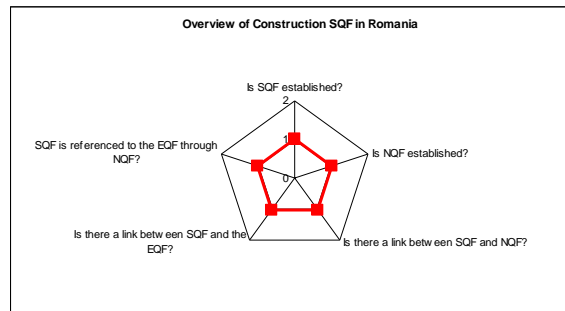 Overview of Construction SQF in Romania
Is SQF established?
2
SQF is referenced to the EQF through
NQF?
1
Is NQF established?
0
Is there a link between SQF and the
EQF?
Is there a link between SQF and NQF?